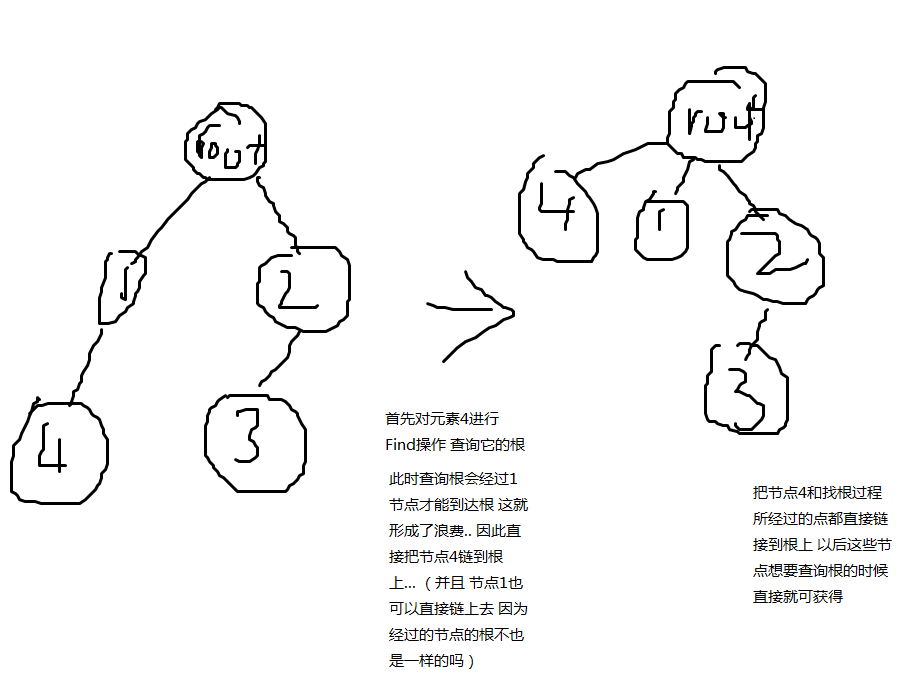 root
1
2
4
3
root
4
1
2
3
首先对元素4进行
Find操作 查询它的根
此时查询根会经过1
节点才能到达根 这就
形成了浪费.. 因此直
接把节点4链到根
上... （并且 节点1也
可以直接链上去 因为
经过的节点的根不也
是一样的吗）
把节点4和找根过程
所经过的点都直接链
接到根上 以后这些节
点想要查询根的时候
直接就可获得